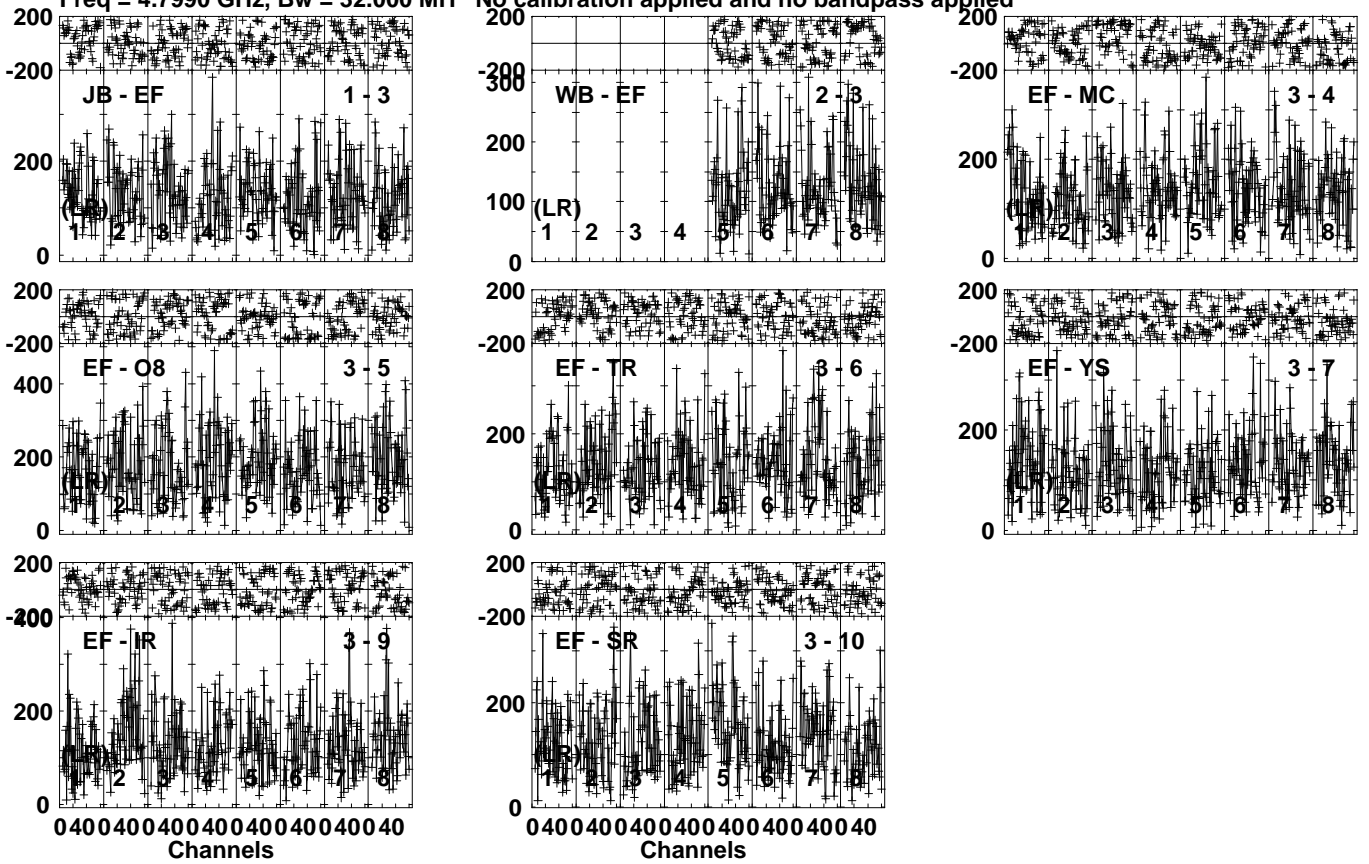 Freq = 4.7990 GHz, Bw = 32.000 MH No calibration applied and no bandpass applied
200
-200
JB - EF 1 - 3
200
0
(LR)
1 2 3 4 5 6 7 8
200
-200
WB - EF 2 - 3
300
200
100
0
(LR)
1 2 3 4 5 6 7 8
200
-200
EF - MC 3 - 4
200
0
(LR)
1 2 3 4 5 6 7 8
200
-200
EF - O8 3 - 5
400
200
0
(LR)
1 2 3 4 5 6 7 8
200
-200
EF - TR 3 - 6
200
0
(LR)
1 2 3 4 5 6 7 8
200
-200
EF - YS 3 - 7
200
0
(LR)
1 2 3 4 5 6 7 8
200
-200
400
EF - IR 3 - 9
200
0
(LR)
1 2 3 4 5 6 7 8
0 40 0 40 0 40 0 40 0 40 0 40 0 40 0 40
Channels
200
-200
EF - SR 3 - 10
200
0
(LR)
1 2 3 4 5 6 7 8
0 40 0 40 0 40 0 40 0 40 0 40 0 40 0 40
Channels